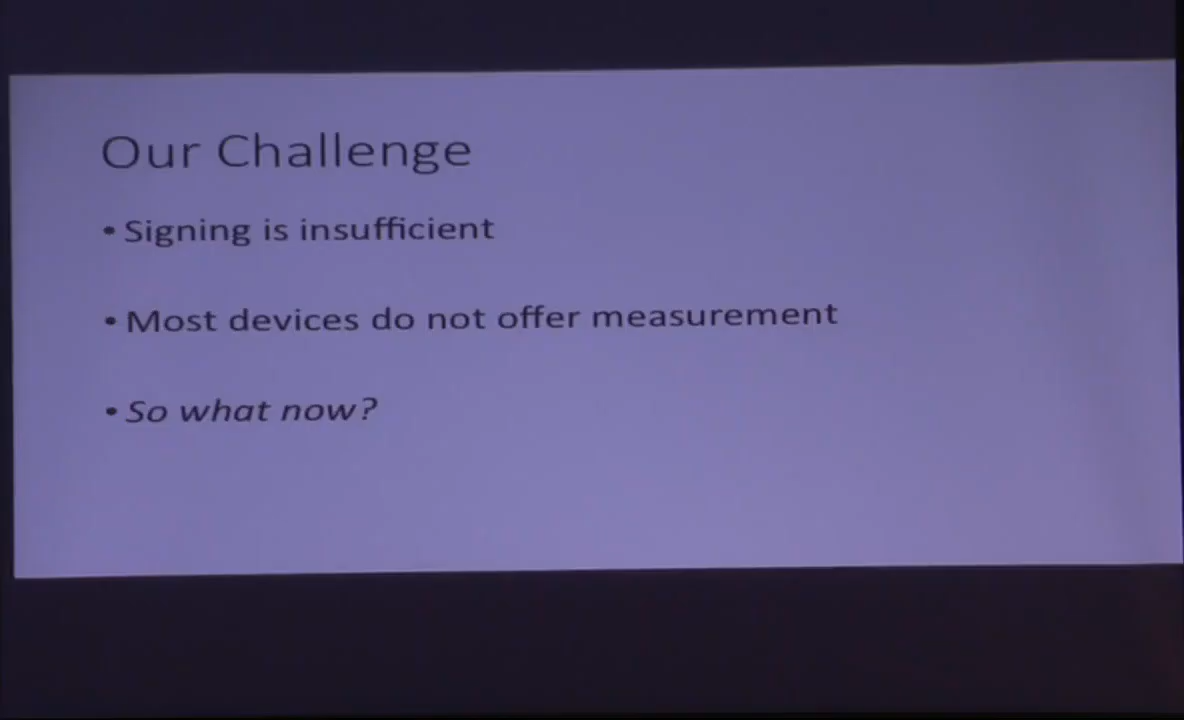 Our Challenge
• Signing is insufficient
• Most devices do not offer measurement
• So what now?